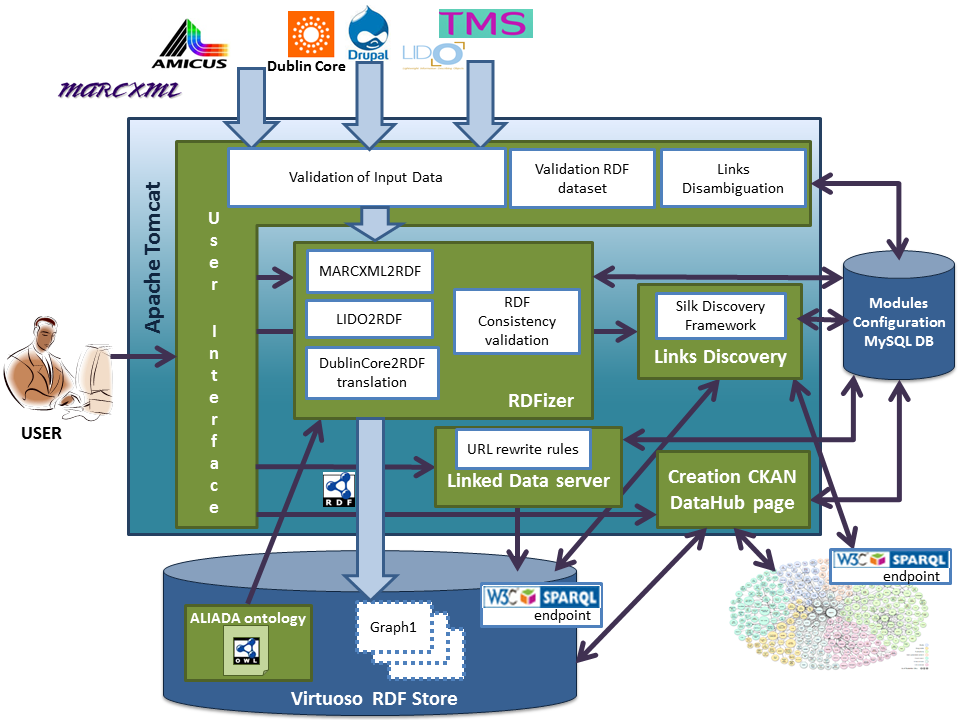 TMS
AMICUS
Dublin Core
Drupal
LIDO
MARCXML
Apache Tomcat
User Interface
Validation of Input Data
Validation RDF
dataset
Links
Disambiguation
MARCXML2RDF
LIDO2RDF
DublinCore2RDF
translation
RDF
Consistency
validation
RDFizer
Silk Discovery
Framework
Links Discovery
Modules
Configuration
MySQL DB
USER
URL rewrite rules
Linked Data server
Creation CKAN
DataHub page
RDF
W3C SPARQL
endpoint
W3C SPARQL
endpoint
ALIADA ontology
OWL
Graph1
Virtuoso RDF Store